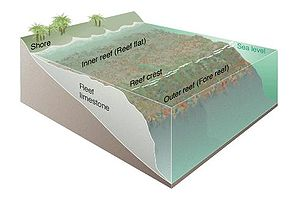 Shore
Sea level
Inner reef (Reef flat)
Reef crest
Outer reef (Fore reef)
Reef
limestone